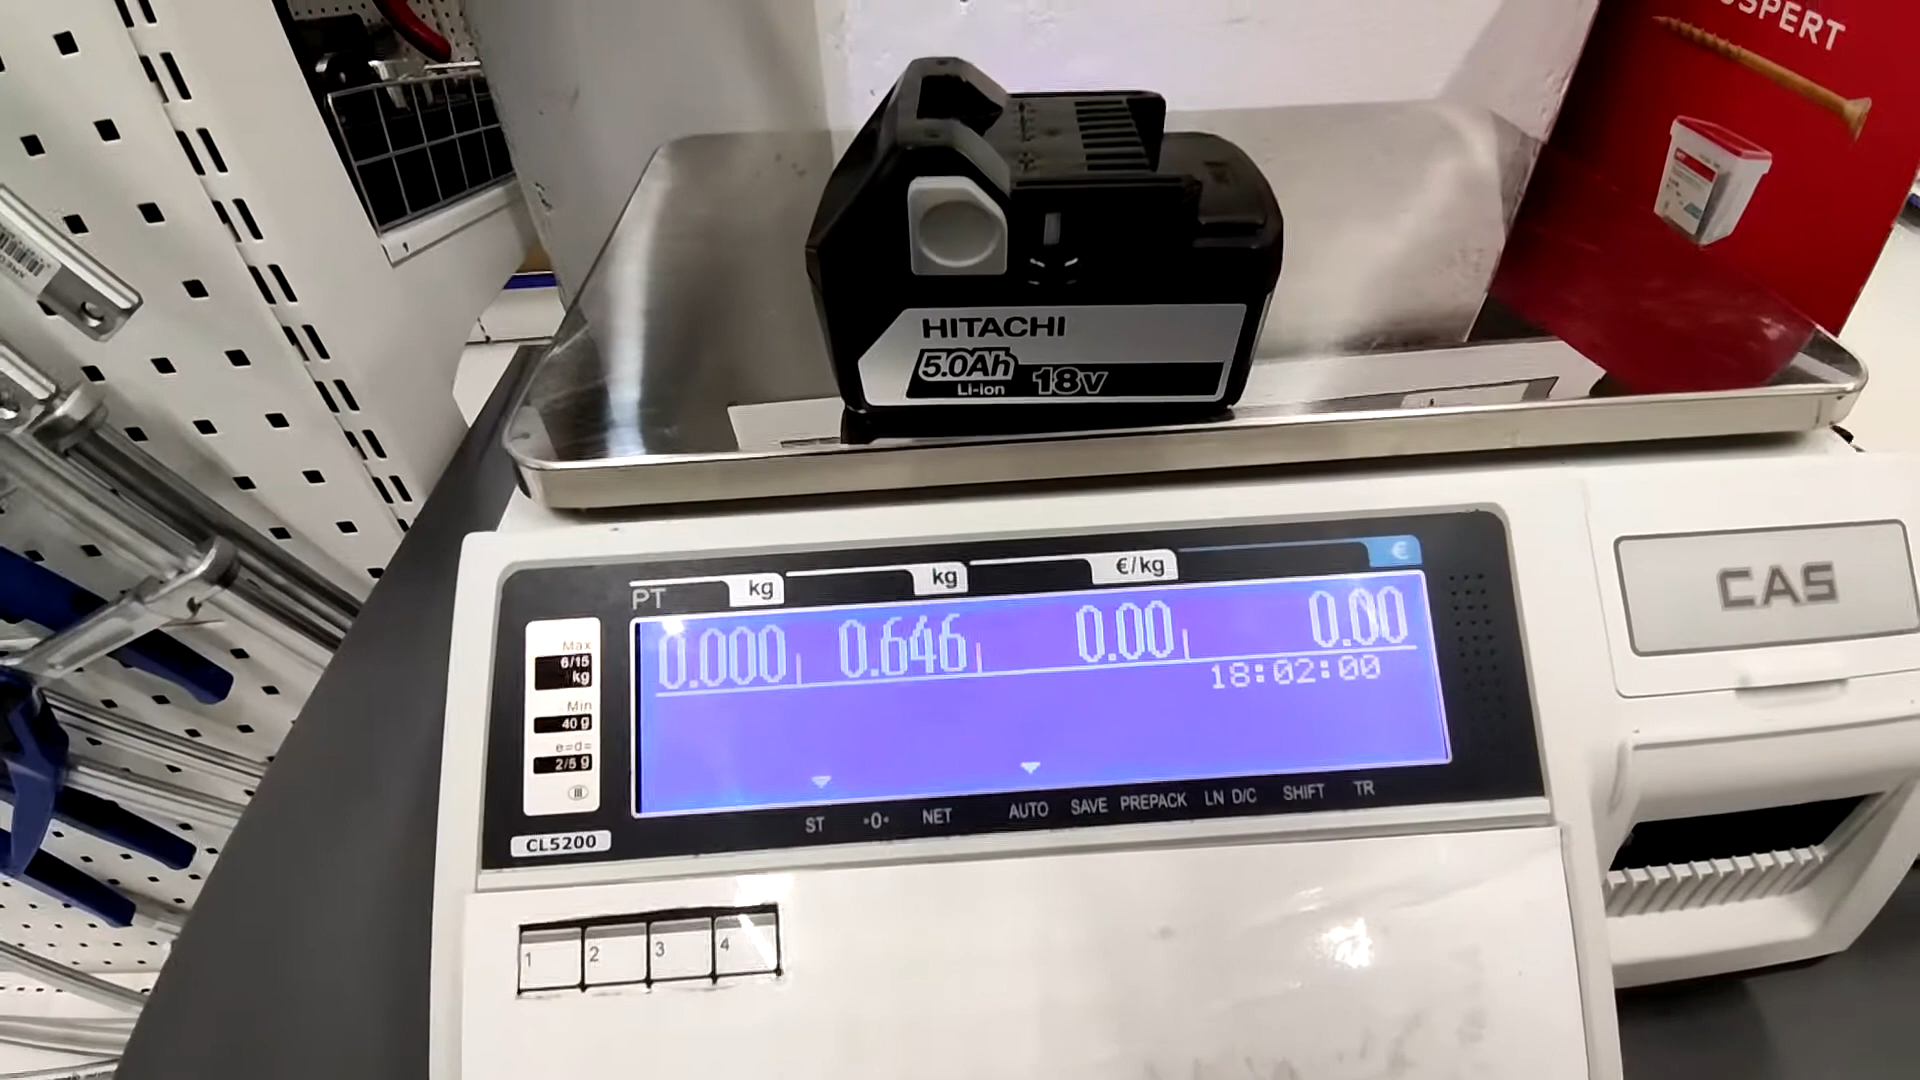 SPERT
HITACHI
5.0Ah
Li-ion 18V
PT kg kg €/kg €
0.000 0.646 0.00 0.00
18:02:00
Max
6/15
kg
Min
40 g
e=d=
2/5 g
III
ST -0- NET AUTO SAVE PREPACK LN D/C SHIFT TR
CL5200
CAS
1 2 3 4